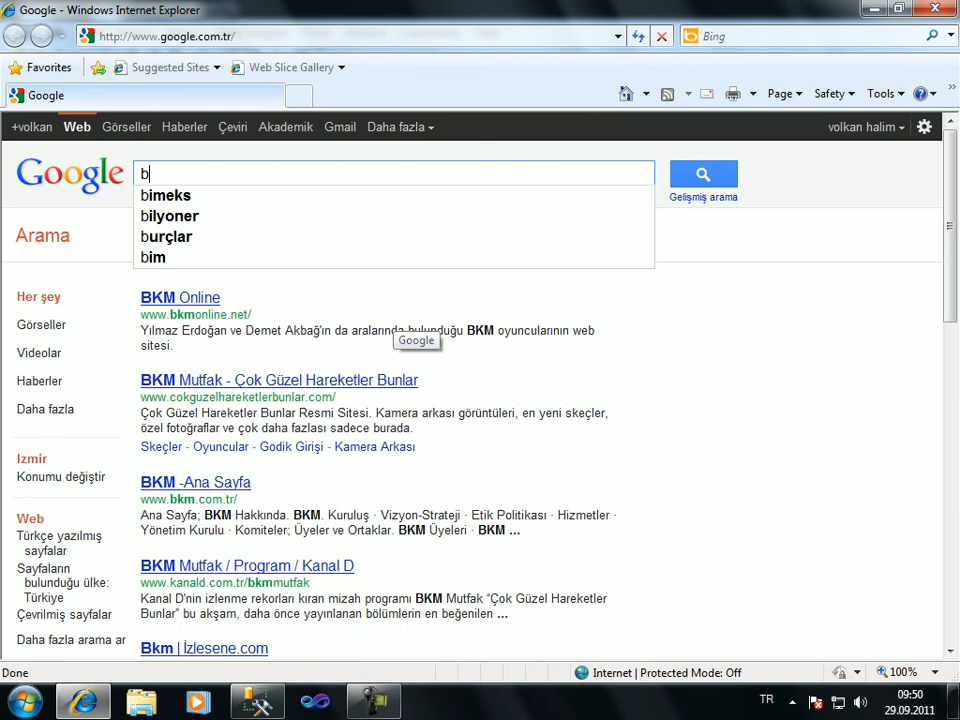 Google - Windows Internet Explorer
http://www.google.com.tr/
Bing
Favorites
Suggested Sites
Web Slice Gallery
Google
Page
Safety
Tools
+volkan Web Görseller Haberler Çeviri Akademik Gmail Daha fazla
volkan halim
Google
b
Gelişmiş arama
bimeks
bilyoner
burçlar
bim
Arama
Her şey
Görseller
Videolar
Haberler
Daha fazla
Izmir
Konumu değiştir
Web
Türkçe yazılmış
sayfalar
Sayfaların
bulunduğu ülke:
Türkiye
Çevrilmiş sayfalar
Daha fazla arama ar
BKM Online
www.bkmonline.net/
Yılmaz Erdoğan ve Demet Akbağ'ın da aralarında bulunduğu BKM oyuncularının web
sitesi.
Google
BKM Mutfak - Çok Güzel Hareketler Bunlar
www.cokguzelhareketlerbunlar.com/
Çok Güzel Hareketler Bunlar Resmi Sitesi. Kamera arkası görüntüleri, en yeni skeçler,
özel fotoğraflar ve çok daha fazlası sadece burada.
Skeçler - Oyuncular - Godik Girişi - Kamera Arkası
BKM -Ana Sayfa
www.bkm.com.tr/
Ana Sayfa; BKM Hakkında. BKM. Kuruluş · Vizyon-Strateji · Etik Politikası · Hizmetler ·
Yönetim Kurulu · Komiteler; Üyeler ve Ortaklar. BKM Üyeleri · BKM ...
BKM Mutfak / Program / Kanal D
www.kanald.com.tr/bkmmutfak
Kanal D'nin izlenme rekorları kıran mizah programı BKM Mutfak “Çok Güzel Hareketler
Bunlar” bu akşam, daha önce yayınlanan bölümlerin en beğenilen ...
Bkm | İzlesene.com
Done
Internet | Protected Mode: Off
100%
TR
09:50
29.09.2011